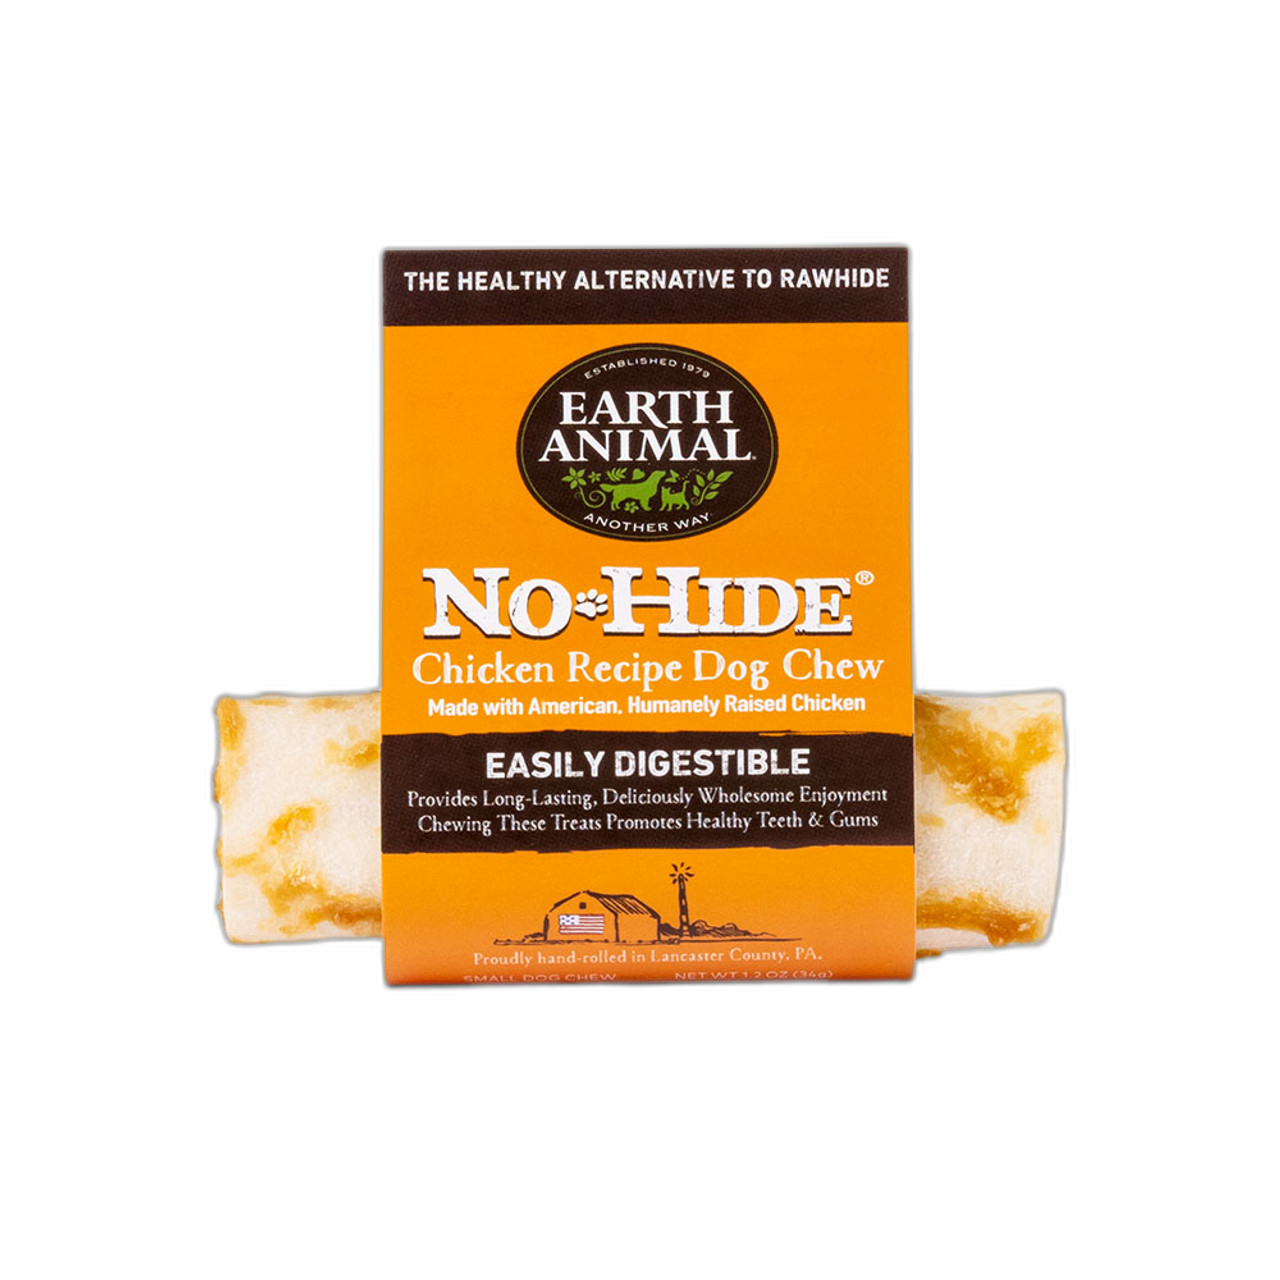 THE HEALTHY ALTERNATIVE TO RAWHIDE
ESTABLISHED 1979
EARTH
ANIMAL
ANOTHER WAY
NO HIDE®
Chicken Recipe Dog Chew
Made with American, Humanely Raised Chicken
EASILY DIGESTIBLE
Provides Long-Lasting, Deliciously Wholesome Enjoyment
Chewing These Treats Promotes Healthy Teeth & Gums
Proudly hand-rolled in Lancaster County, PA.
SMALL DOG CHEW NET WT 1.2 OZ (34g)